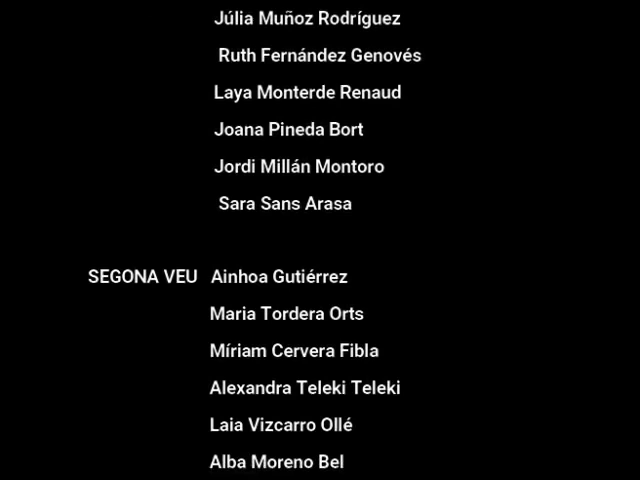 Júlia Muñoz Rodríguez
Ruth Fernández Genovés
Laya Monterde Renaud
Joana Pineda Bort
Jordi Millán Montoro
Sara Sans Arasa
SEGONA VEU Ainhoa Gutiérrez
Maria Tordera Orts
Míriam Cervera Fibla
Alexandra Teleki Teleki
Laia Vizcarro Ollé
Alba Moreno Bel